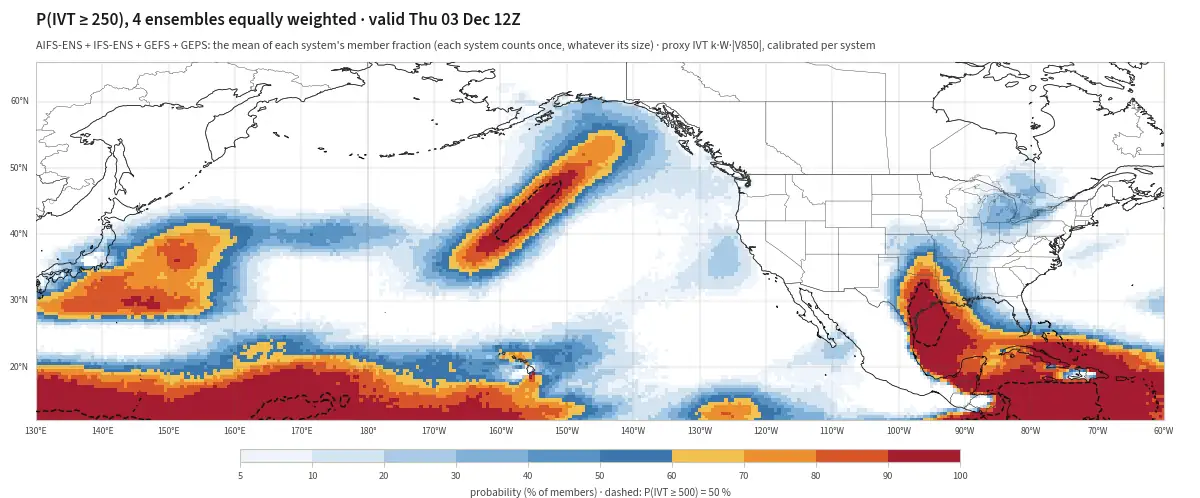 P(IVT ≥ 250), 4 ensembles equally weighted · valid Thu 03 Dec 12Z
AIFS-ENS + IFS-ENS + GEFS + GEPS: the mean of each system's member fraction (each system counts once, whatever its size) · proxy IVT k·W·|V850|, calibrated per system
60°N
50°N
40°N
30°N
20°N
130°E 140°E 150°E 160°E 170°E 180° 170°W 160°W 150°W 140°W 130°W 120°W 110°W 100°W 90°W 80°W 70°W 60°W
5 10 20 30 40 50 60 70 80 90 100
probability (% of members) · dashed: P(IVT ≥ 500) = 50 %